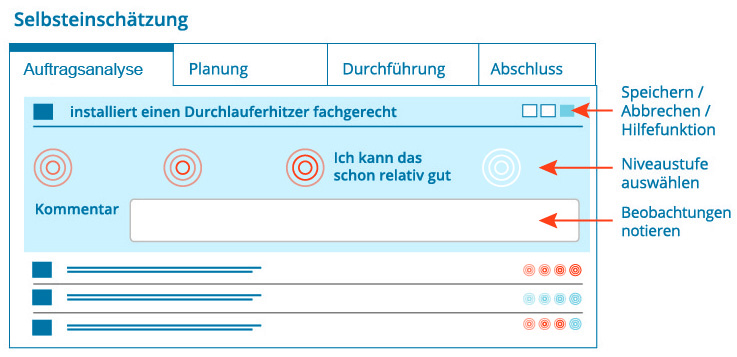 Selbsteinschätzung
Auftragsanalyse
Planung
Durchführung
Abschluss
installiert einen Durchlauferhitzer fachgerecht
Speichern /
Abbrechen /
Hilfefunktion
Ich kann das
schon relativ gut
Niveaustufe
auswählen
Kommentar
Beobachtungen
notieren